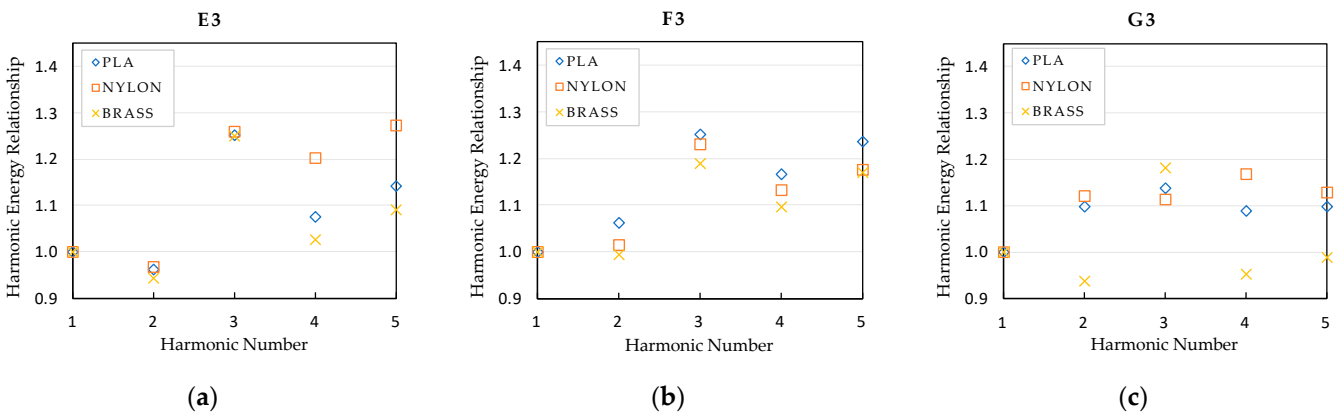 E3
Harmonic Energy Relationship
1.4
1.3
1.2
1.1
1.0
0.9
PLA
NYLON
BRASS
1 2 3 4 5
Harmonic Number
(a)
F3
Harmonic Energy Relationship
1.4
1.3
1.2
1.1
1.0
0.9
PLA
NYLON
BRASS
1 2 3 4 5
Harmonic Number
(b)
G3
Harmonic Energy Relationship
1.4
1.3
1.2
1.1
1.0
0.9
PLA
NYLON
BRASS
1 2 3 4 5
Harmonic Number
(c)